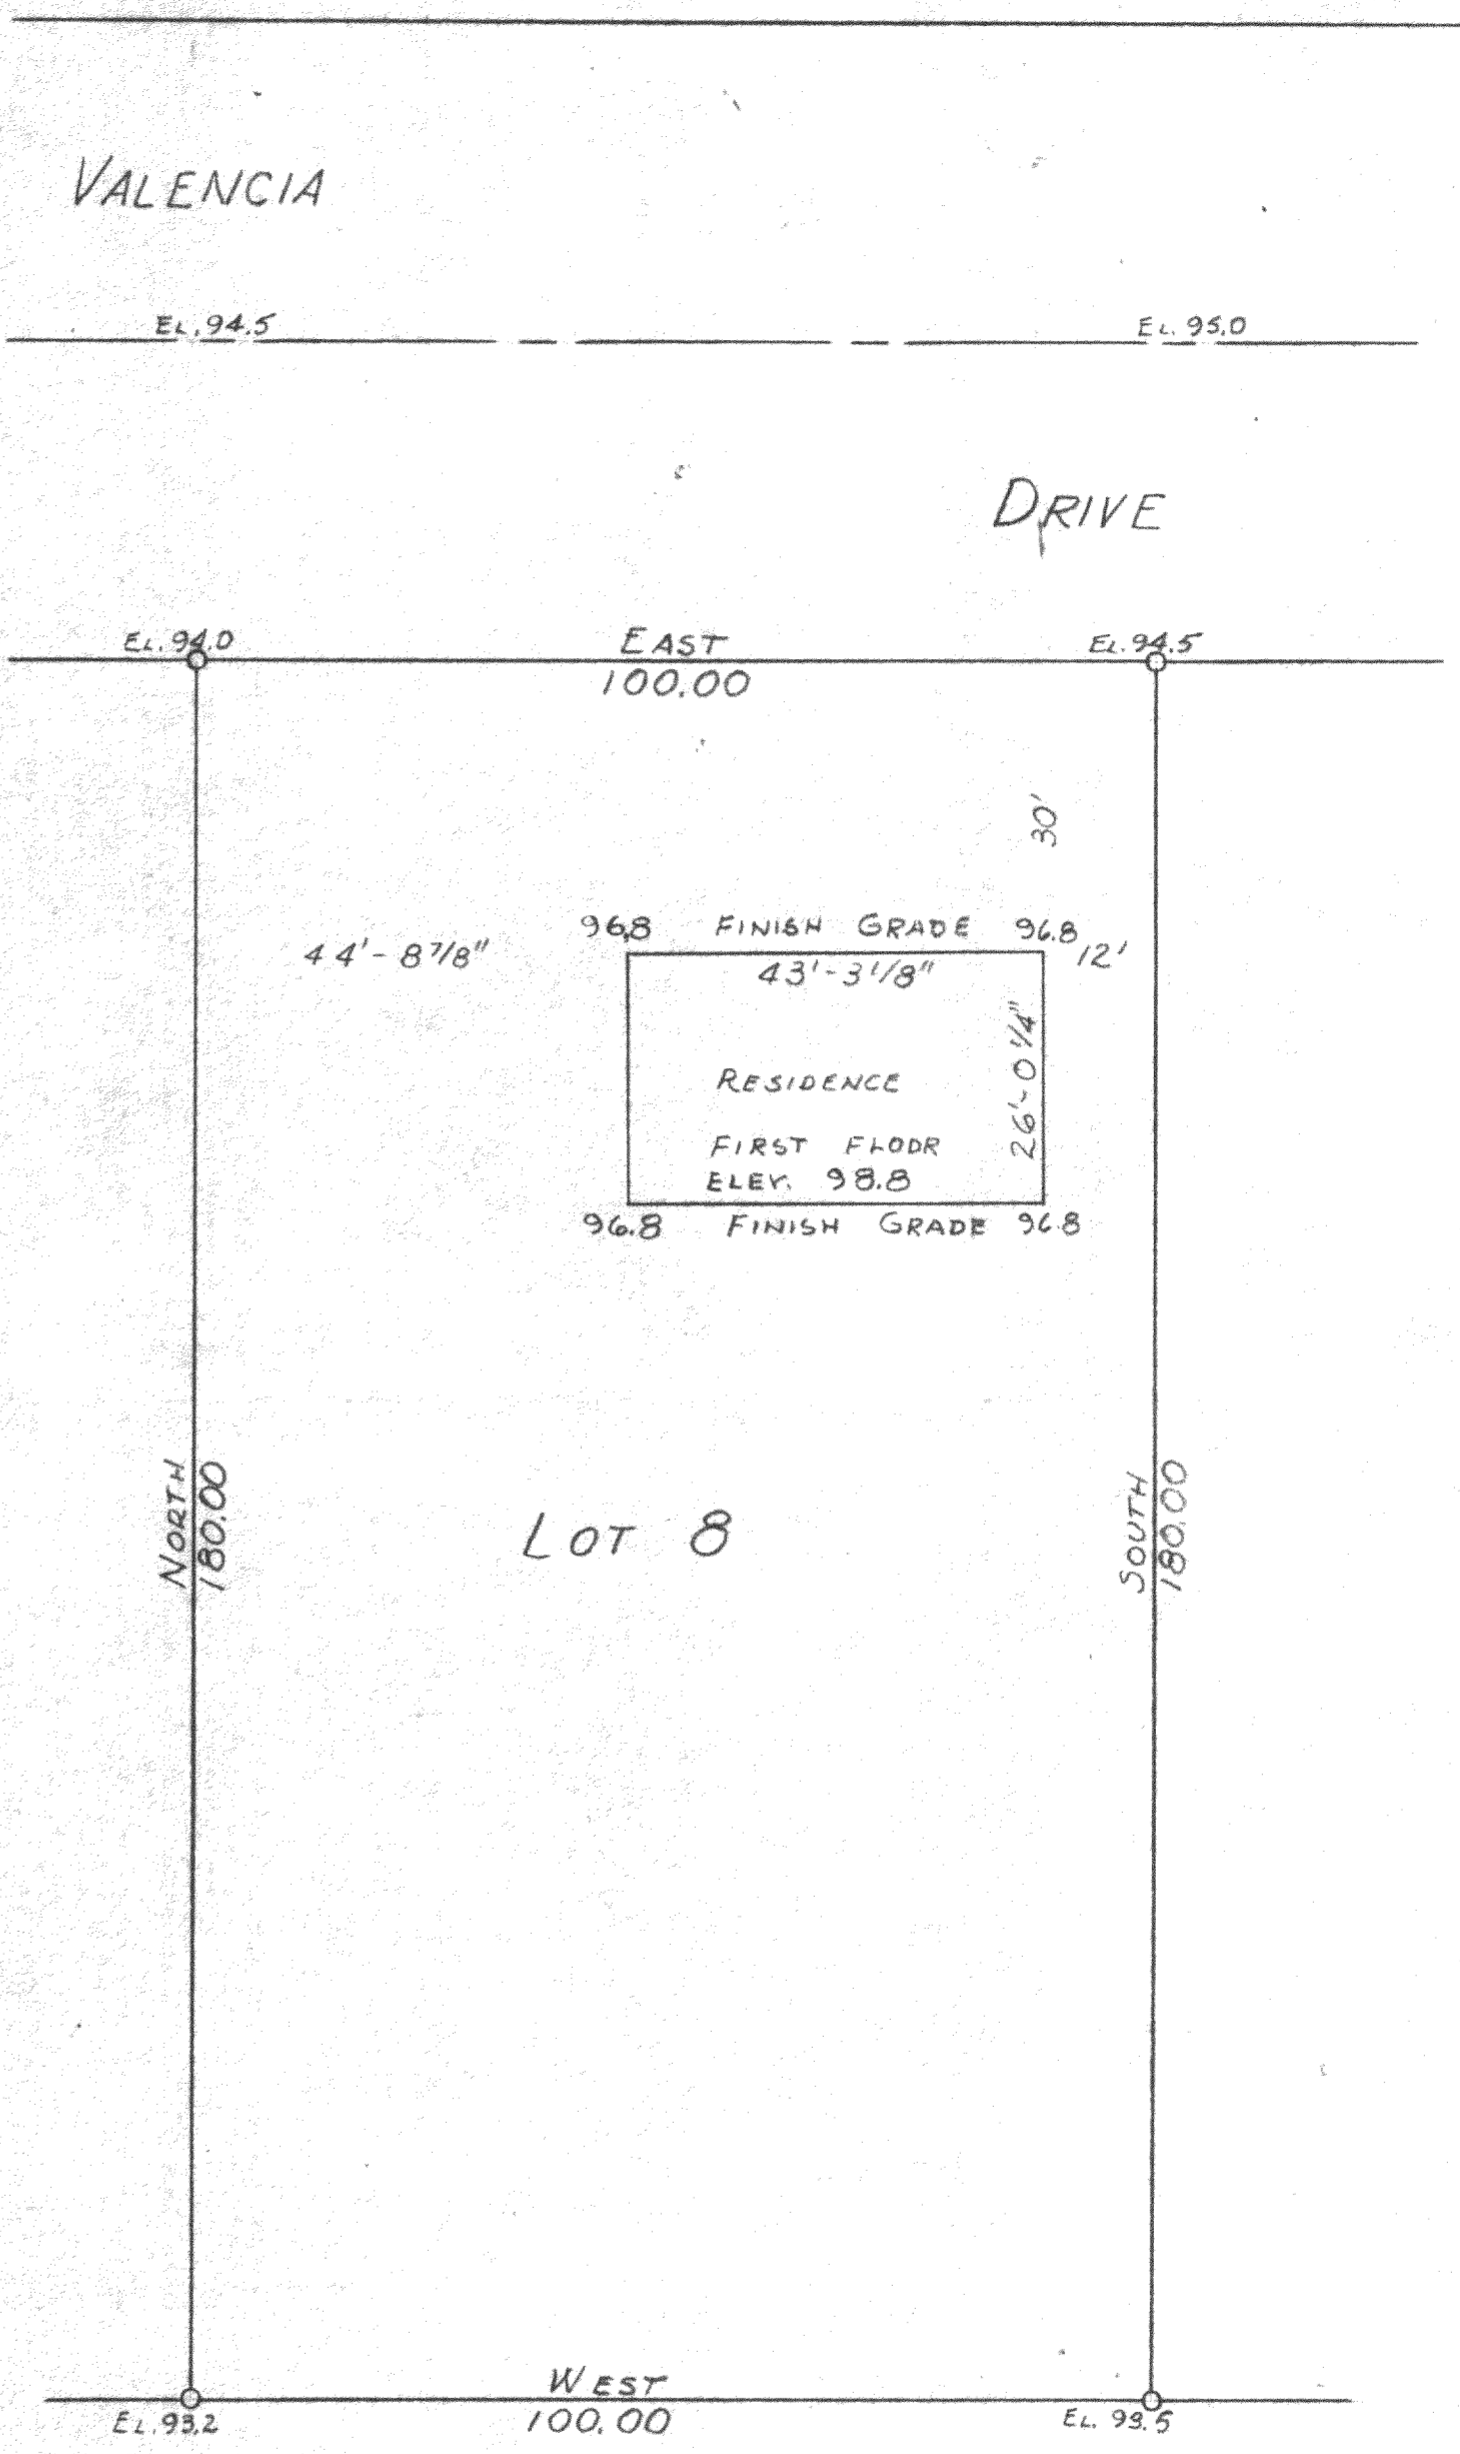 VALENCIA
EL. 94.5
EL. 95.0
DRIVE
EL. 94.0
EAST
EL. 94.5
100.00
30'
96.8 FINISH GRADE 96.8
12'
44'-8 7/8"
43'-3 1/8"
26'-0 1/4"
RESIDENCE
FIRST FLOOR
ELEV. 98.8
96.8 FINISH GRADE 96.8
NORTH
180.00
LOT 8
SOUTH
180.00
WEST
100.00
EL. 93.2
EL. 93.5